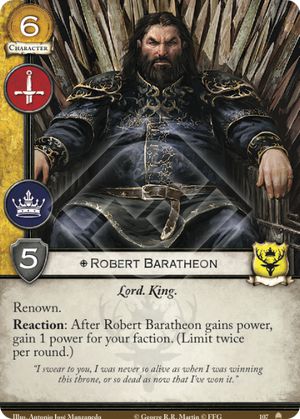 6
CHARACTER
5
Robert Baratheon
Lord. King.
Renown.
Reaction: After Robert Baratheon gains power,
gain 1 power for your faction. (Limit twice
per round.)
"I swear to you, I was never so alive as when I was winning
this throne, or so dead as now that I've won it."
Illus. Antonio José Manzanedo © George R.R. Martin © FFG 107